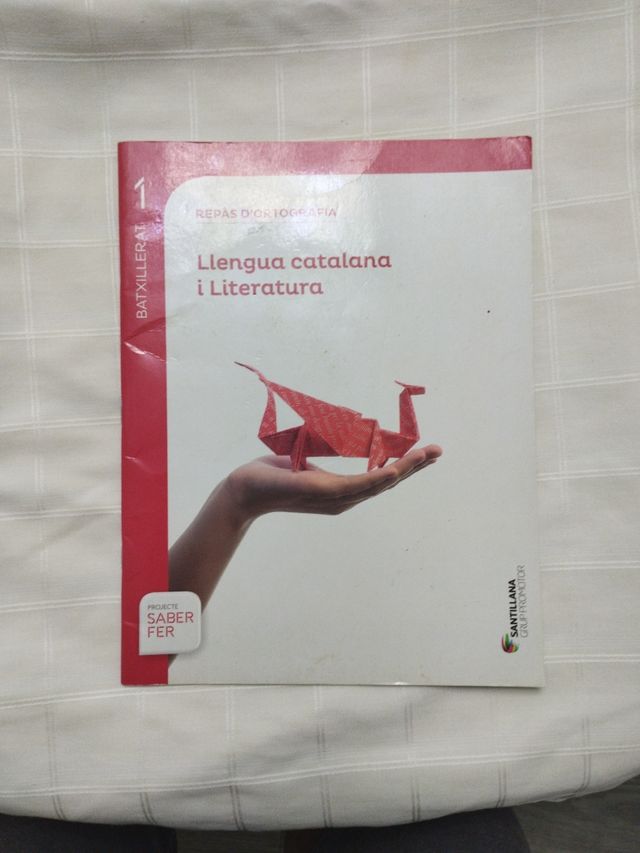 BATXILLERAT 1
REPÀS D'ORTOGRAFIA
Llengua catalana
i Literatura
PROJECTE
SABER
FER
SANTILLANA
GRUP PROMOTOR